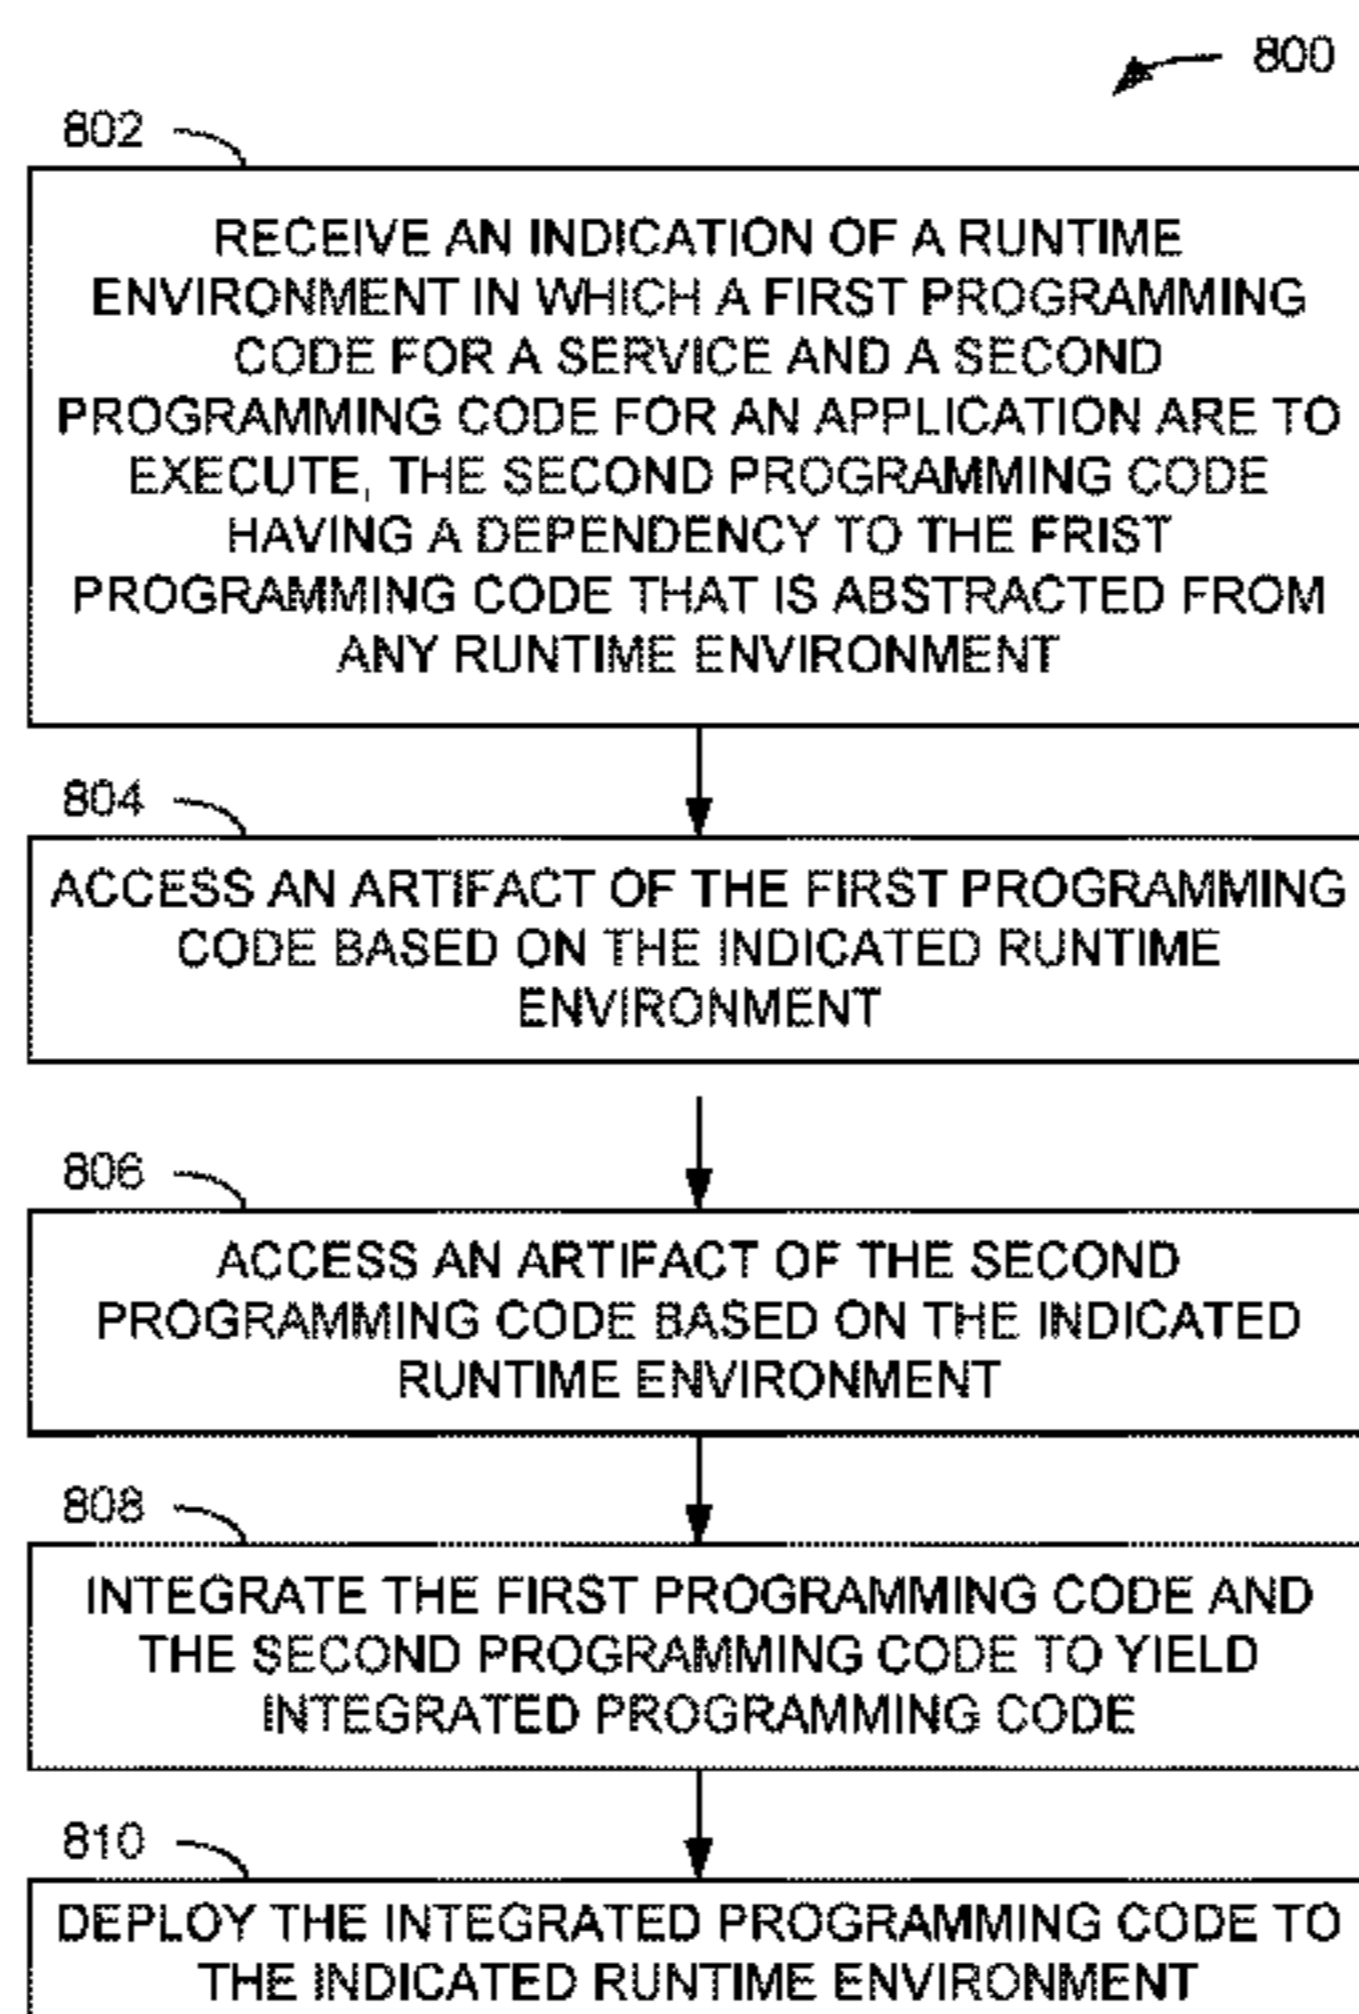 800
802
RECEIVE AN INDICATION OF A RUNTIME
ENVIRONMENT IN WHICH A FIRST PROGRAMMING
CODE FOR A SERVICE AND A SECOND
PROGRAMMING CODE FOR AN APPLICATION ARE TO
EXECUTE, THE SECOND PROGRAMMING CODE
HAVING A DEPENDENCY TO THE FRIST
PROGRAMMING CODE THAT IS ABSTRACTED FROM
ANY RUNTIME ENVIRONMENT
804
ACCESS AN ARTIFACT OF THE FIRST PROGRAMMING
CODE BASED ON THE INDICATED RUNTIME
ENVIRONMENT
806
ACCESS AN ARTIFACT OF THE SECOND
PROGRAMMING CODE BASED ON THE INDICATED
RUNTIME ENVIRONMENT
808
INTEGRATE THE FIRST PROGRAMMING CODE AND
THE SECOND PROGRAMMING CODE TO YIELD
INTEGRATED PROGRAMMING CODE
810
DEPLOY THE INTEGRATED PROGRAMMING CODE TO
THE INDICATED RUNTIME ENVIRONMENT